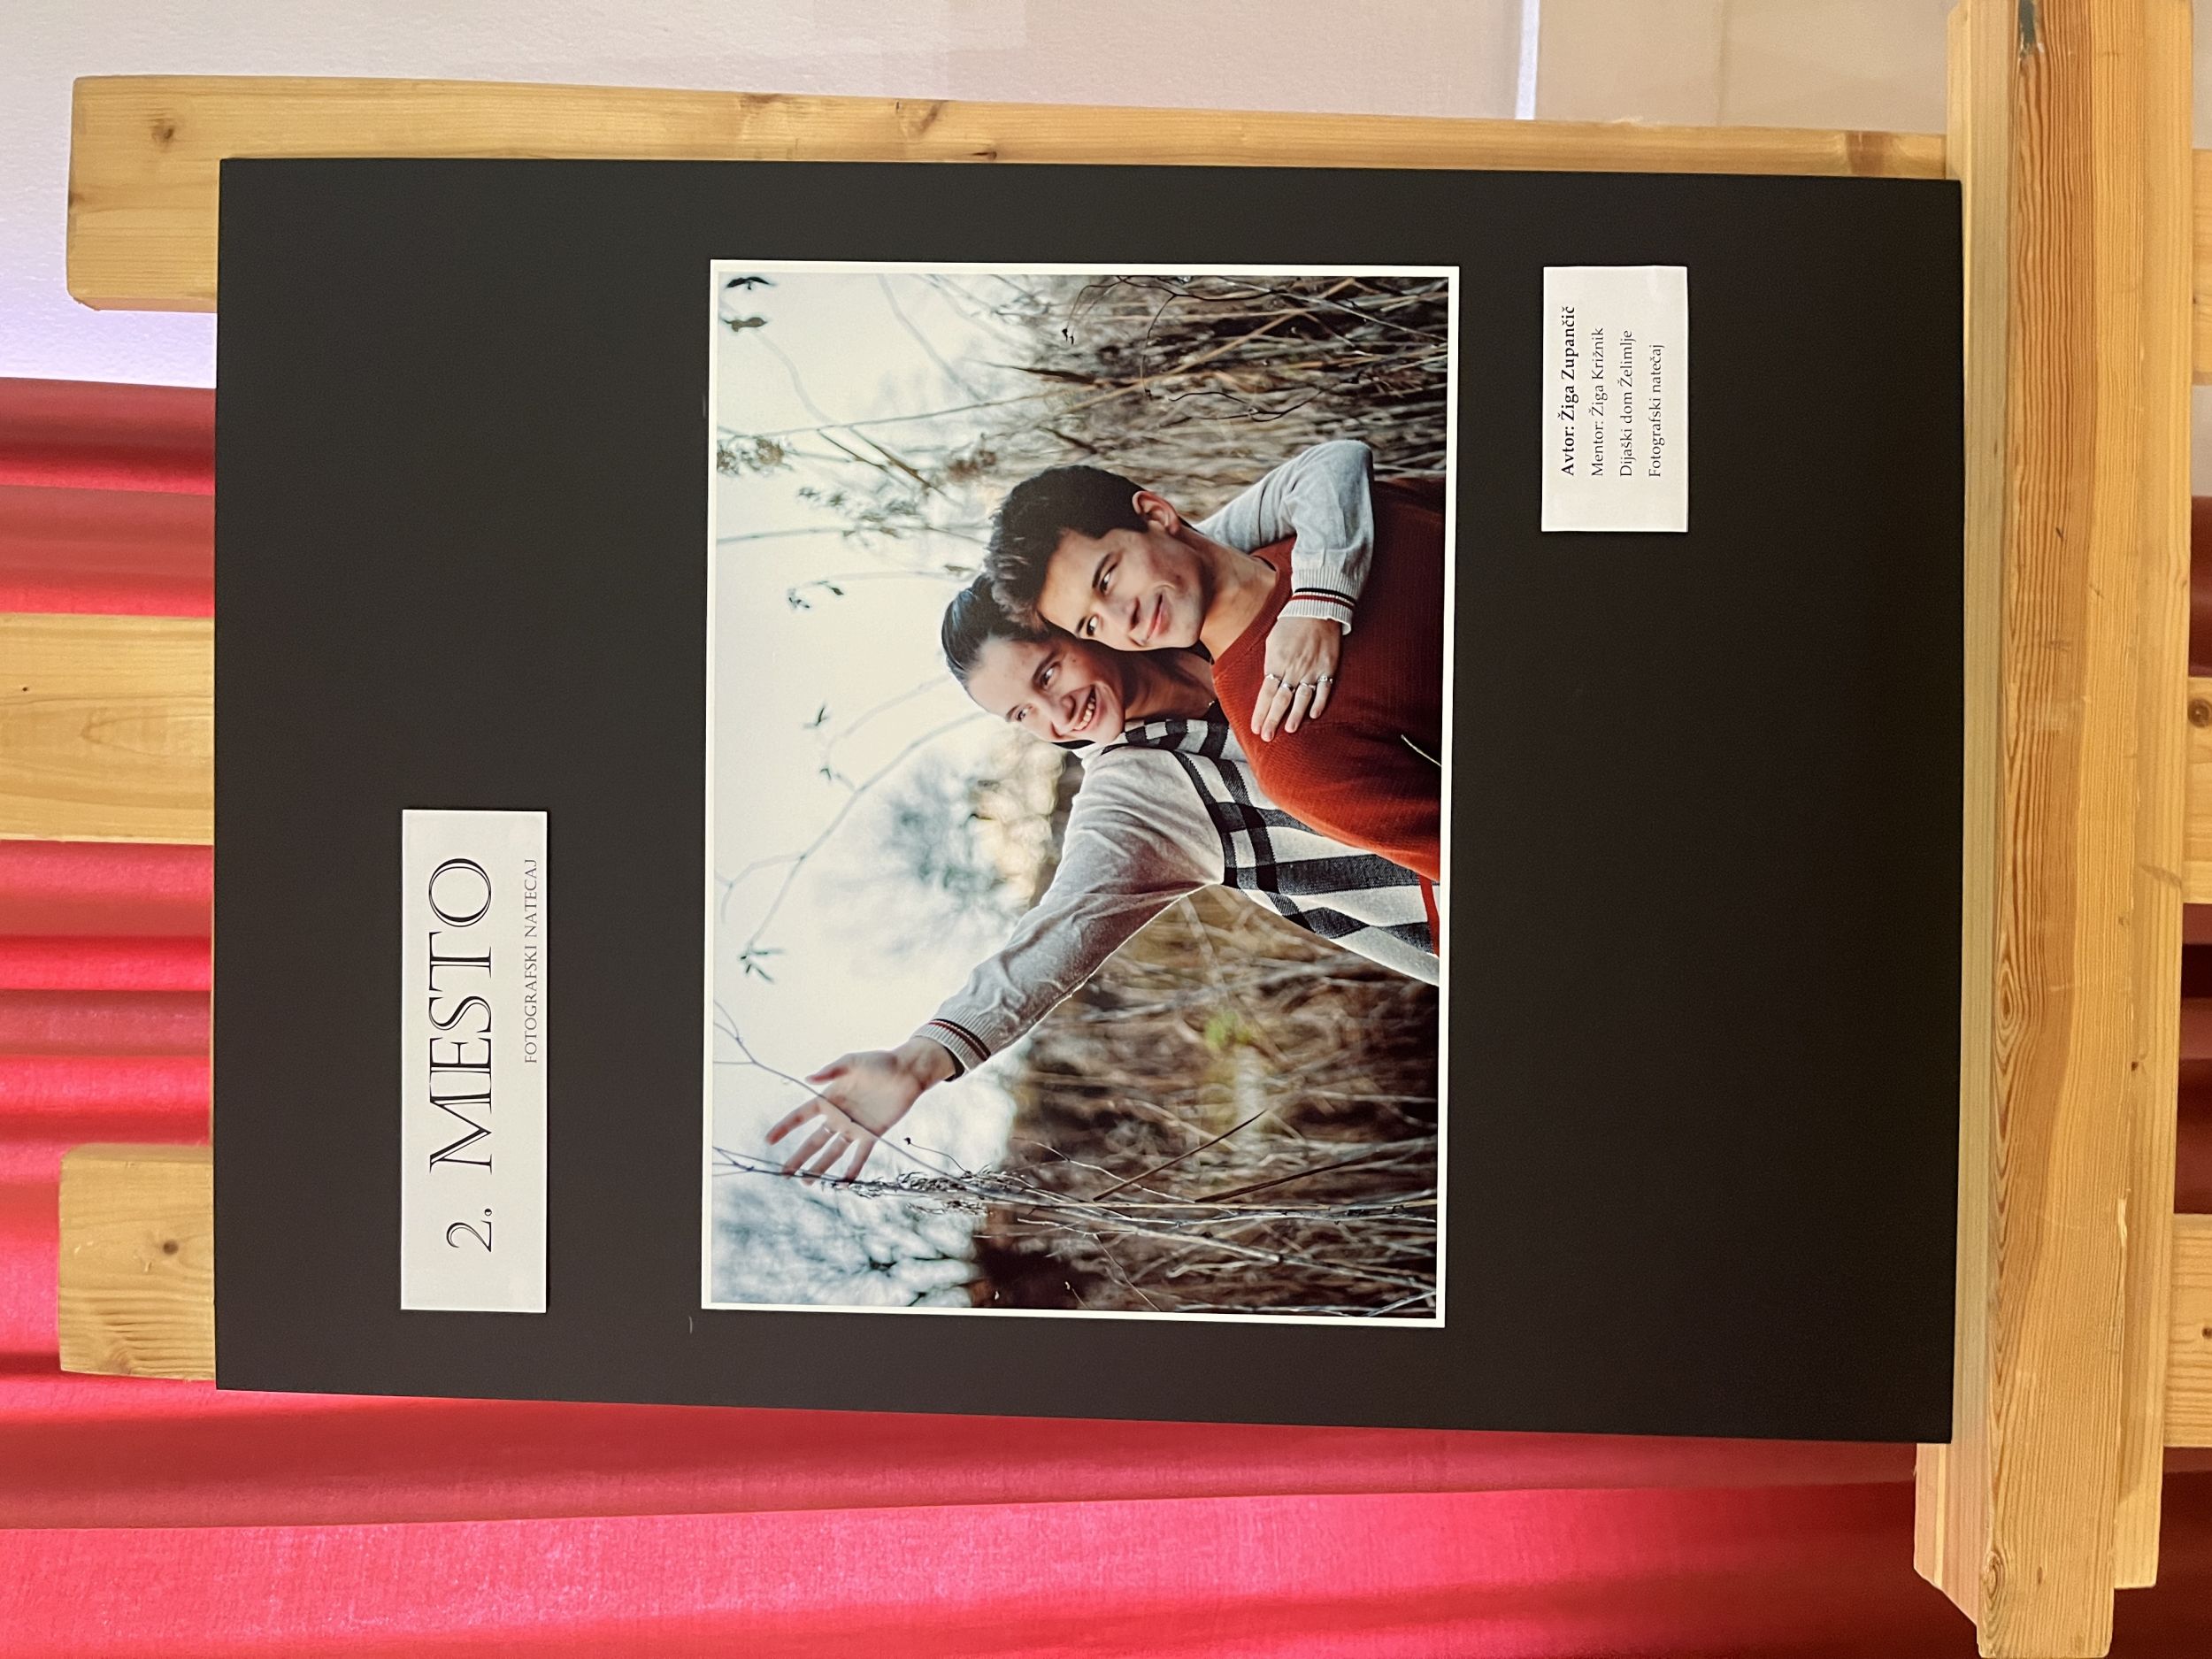 2. MESTO
FOTOGRAFSKI NATEČAJ
Avtor: Žiga Zupančič
Mentor: Žiga Križnik
Dijaški dom Želimlje
Fotografski natečaj